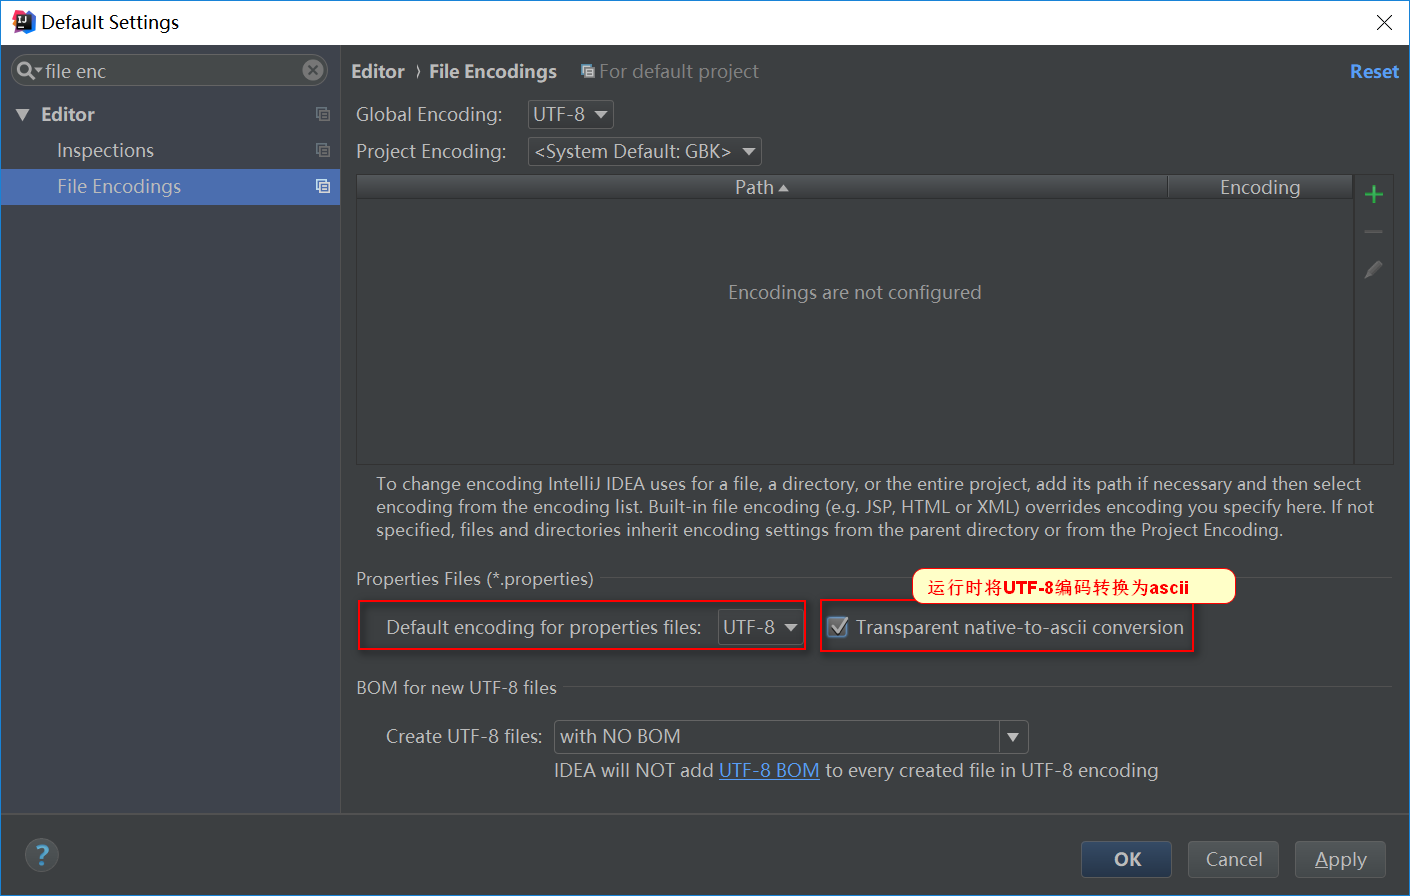 Default Settings
file enc
Editor
Inspections
File Encodings
Editor › File Encodings For default project Reset
Global Encoding: UTF-8
Project Encoding: <System Default: GBK>
Path Encoding
Encodings are not configured
To change encoding IntelliJ IDEA uses for a file, a directory, or the entire project, add its path if necessary and then select
encoding from the encoding list. Built-in file encoding (e.g. JSP, HTML or XML) overrides encoding you specify here. If not
specified, files and directories inherit encoding settings from the parent directory or from the Project Encoding.
Properties Files (*.properties)
运行时将UTF-8编码转换为ascii
Default encoding for properties files: UTF-8 Transparent native-to-ascii conversion
BOM for new UTF-8 files
Create UTF-8 files: with NO BOM
IDEA will NOT add UTF-8 BOM to every created file in UTF-8 encoding
? OK Cancel Apply